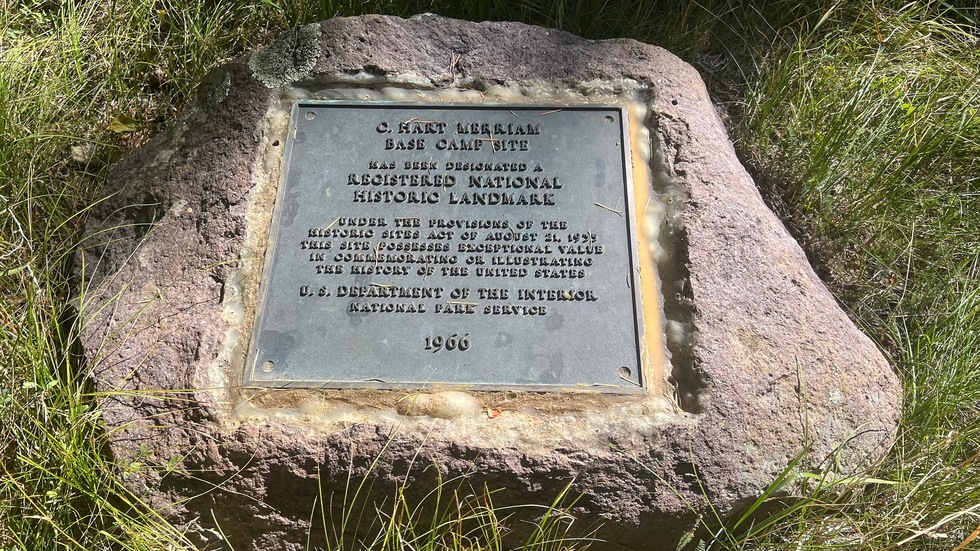 C. HART MERRIAM
BASE CAMP SITE
HAS BEEN DESIGNATED A
REGISTERED NATIONAL
HISTORIC LANDMARK
UNDER THE PROVISIONS OF THE
HISTORIC SITES ACT OF AUGUST 21, 1935
THIS SITE POSSESSES EXCEPTIONAL VALUE
IN COMMEMORATING OR ILLUSTRATING
THE HISTORY OF THE UNITED STATES
U. S. DEPARTMENT OF THE INTERIOR
NATIONAL PARK SERVICE
1966